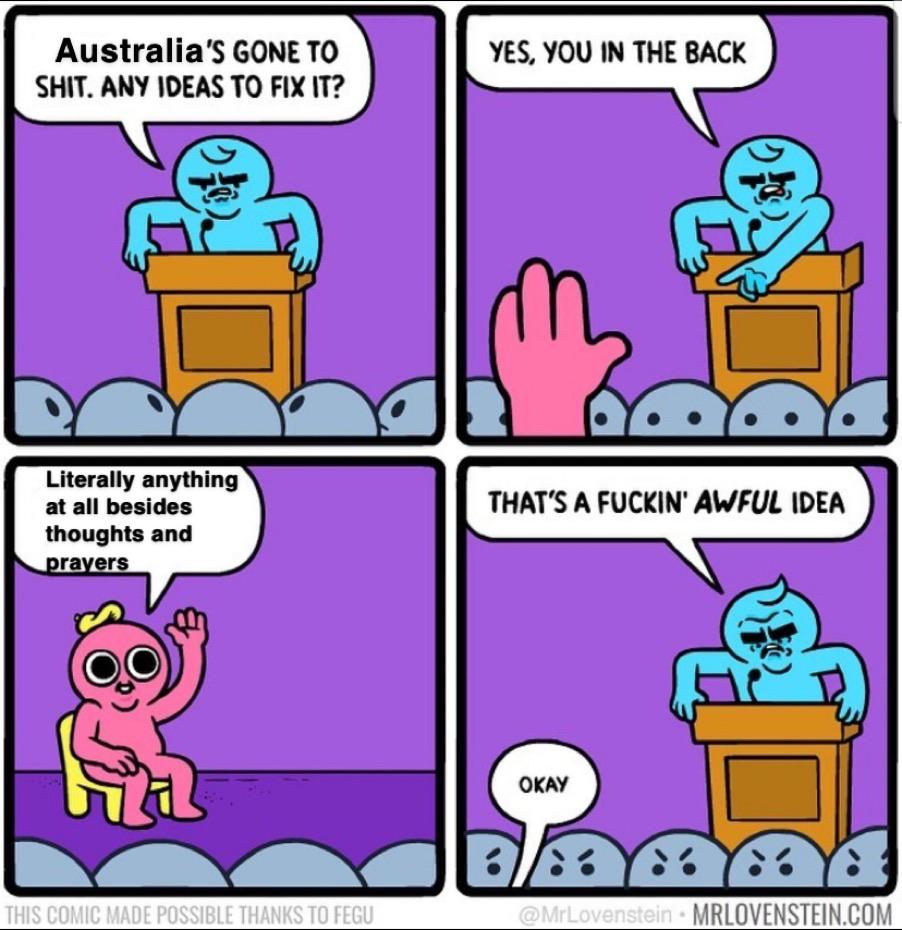 Australia'S GONE TO
SHIT. ANY IDEAS TO FIX IT?
YES, YOU IN THE BACK
Literally anything
at all besides
thoughts and
prayers
THAT'S A FUCKIN' AWFUL IDEA
OKAY
THIS COMIC MADE POSSIBLE THANKS TO FEGU
@MrLovenstein • MRLOVENSTEIN.COM